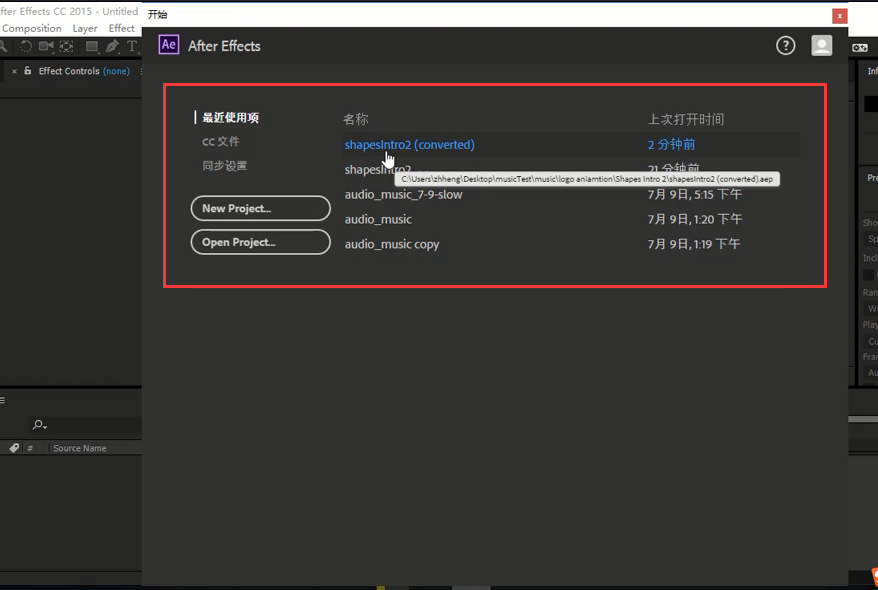 fter Effects CC 2015 - Untitled
开始
x
Composition Layer Effect
Ae After Effects
?
× Effect Controls (none)
Inf
最近使用项
名称
上次打开时间
CC 文件
shapesIntro2 (converted)
2 分钟前
同步设置
shapesIntro2
21 分钟前
C:\Users\zhheng\Desktop\musicTest\music\logo aniamtion\Shapes Intro 2\shapesIntro2 (converted).aep
Pre
audio_music_7-9-slow
7月 9日, 5:15 下午
New Project...
audio_music
7月 9日, 1:20 下午
Open Project...
audio_music copy
7月 9日, 1:19 下午
Sho
Sp
Incl
Ran
Play
Cu
Fran
Au
# Source Name